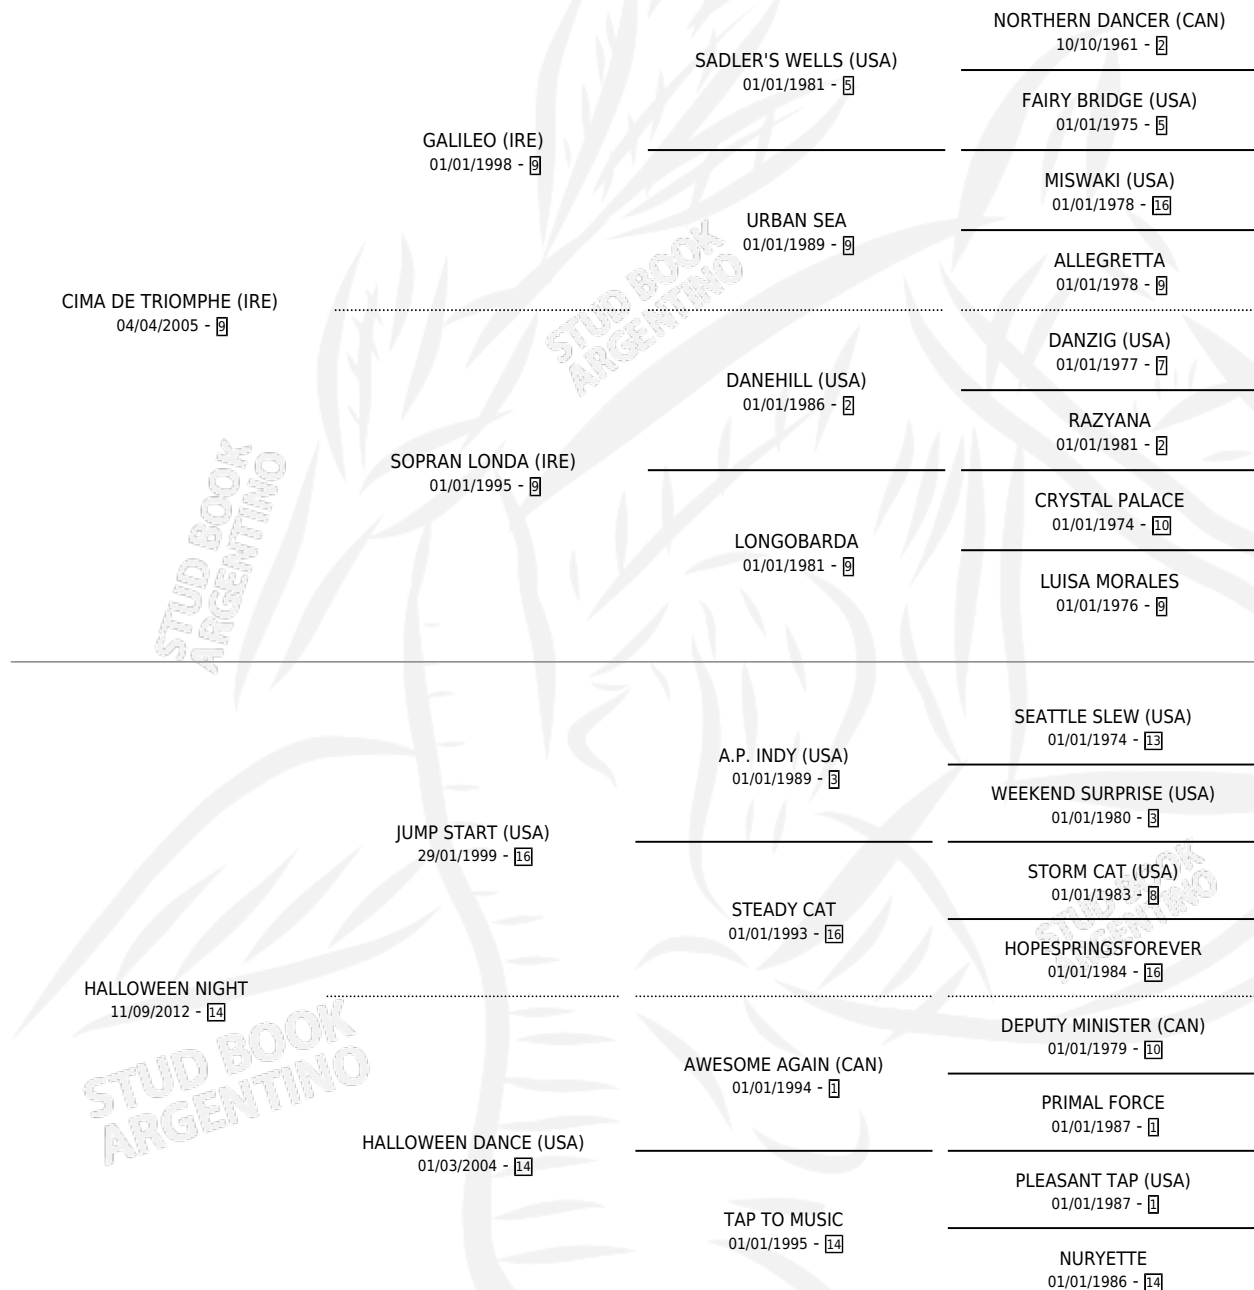 NORTHERN DANCER (CAN)
10/10/1961 - 2
SADLER'S WELLS (USA)
01/01/1981 - 5
FAIRY BRIDGE (USA)
01/01/1975 - 5
GALILEO (IRE)
01/01/1998 - 9
MISWAKI (USA)
01/01/1978 - 16
URBAN SEA
01/01/1989 - 9
ALLEGRETTA
01/01/1978 - 9
CIMA DE TRIOMPHE (IRE)
04/04/2005 - 9
STUD BOOK
ARGENTINO
DANZIG (USA)
01/01/1977 - 7
DANEHILL (USA)
01/01/1986 - 2
RAZYANA
01/01/1981 - 2
SOPRAN LONDA (IRE)
01/01/1995 - 9
CRYSTAL PALACE
01/01/1974 - 10
LONGOBARDA
01/01/1981 - 9
LUISA MORALES
01/01/1976 - 9
STUD BOOK
ARGENTINO
SEATTLE SLEW (USA)
01/01/1974 - 13
A.P. INDY (USA)
01/01/1989 - 3
WEEKEND SURPRISE (USA)
01/01/1980 - 3
JUMP START (USA)
29/01/1999 - 16
STORM CAT (USA)
01/01/1983 - 8
STEADY CAT
01/01/1993 - 16
STUD BOOK
ARGENTINO
HOPESPRINGSFOREVER
01/01/1984 - 16
HALLOWEEN NIGHT
11/09/2012 - 14
STUD BOOK
ARGENTINO
DEPUTY MINISTER (CAN)
01/01/1979 - 10
AWESOME AGAIN (CAN)
01/01/1994 - 1
PRIMAL FORCE
01/01/1987 - 1
HALLOWEEN DANCE (USA)
01/03/2004 - 14
PLEASANT TAP (USA)
01/01/1987 - 1
TAP TO MUSIC
01/01/1995 - 14
NURYETTE
01/01/1986 - 14